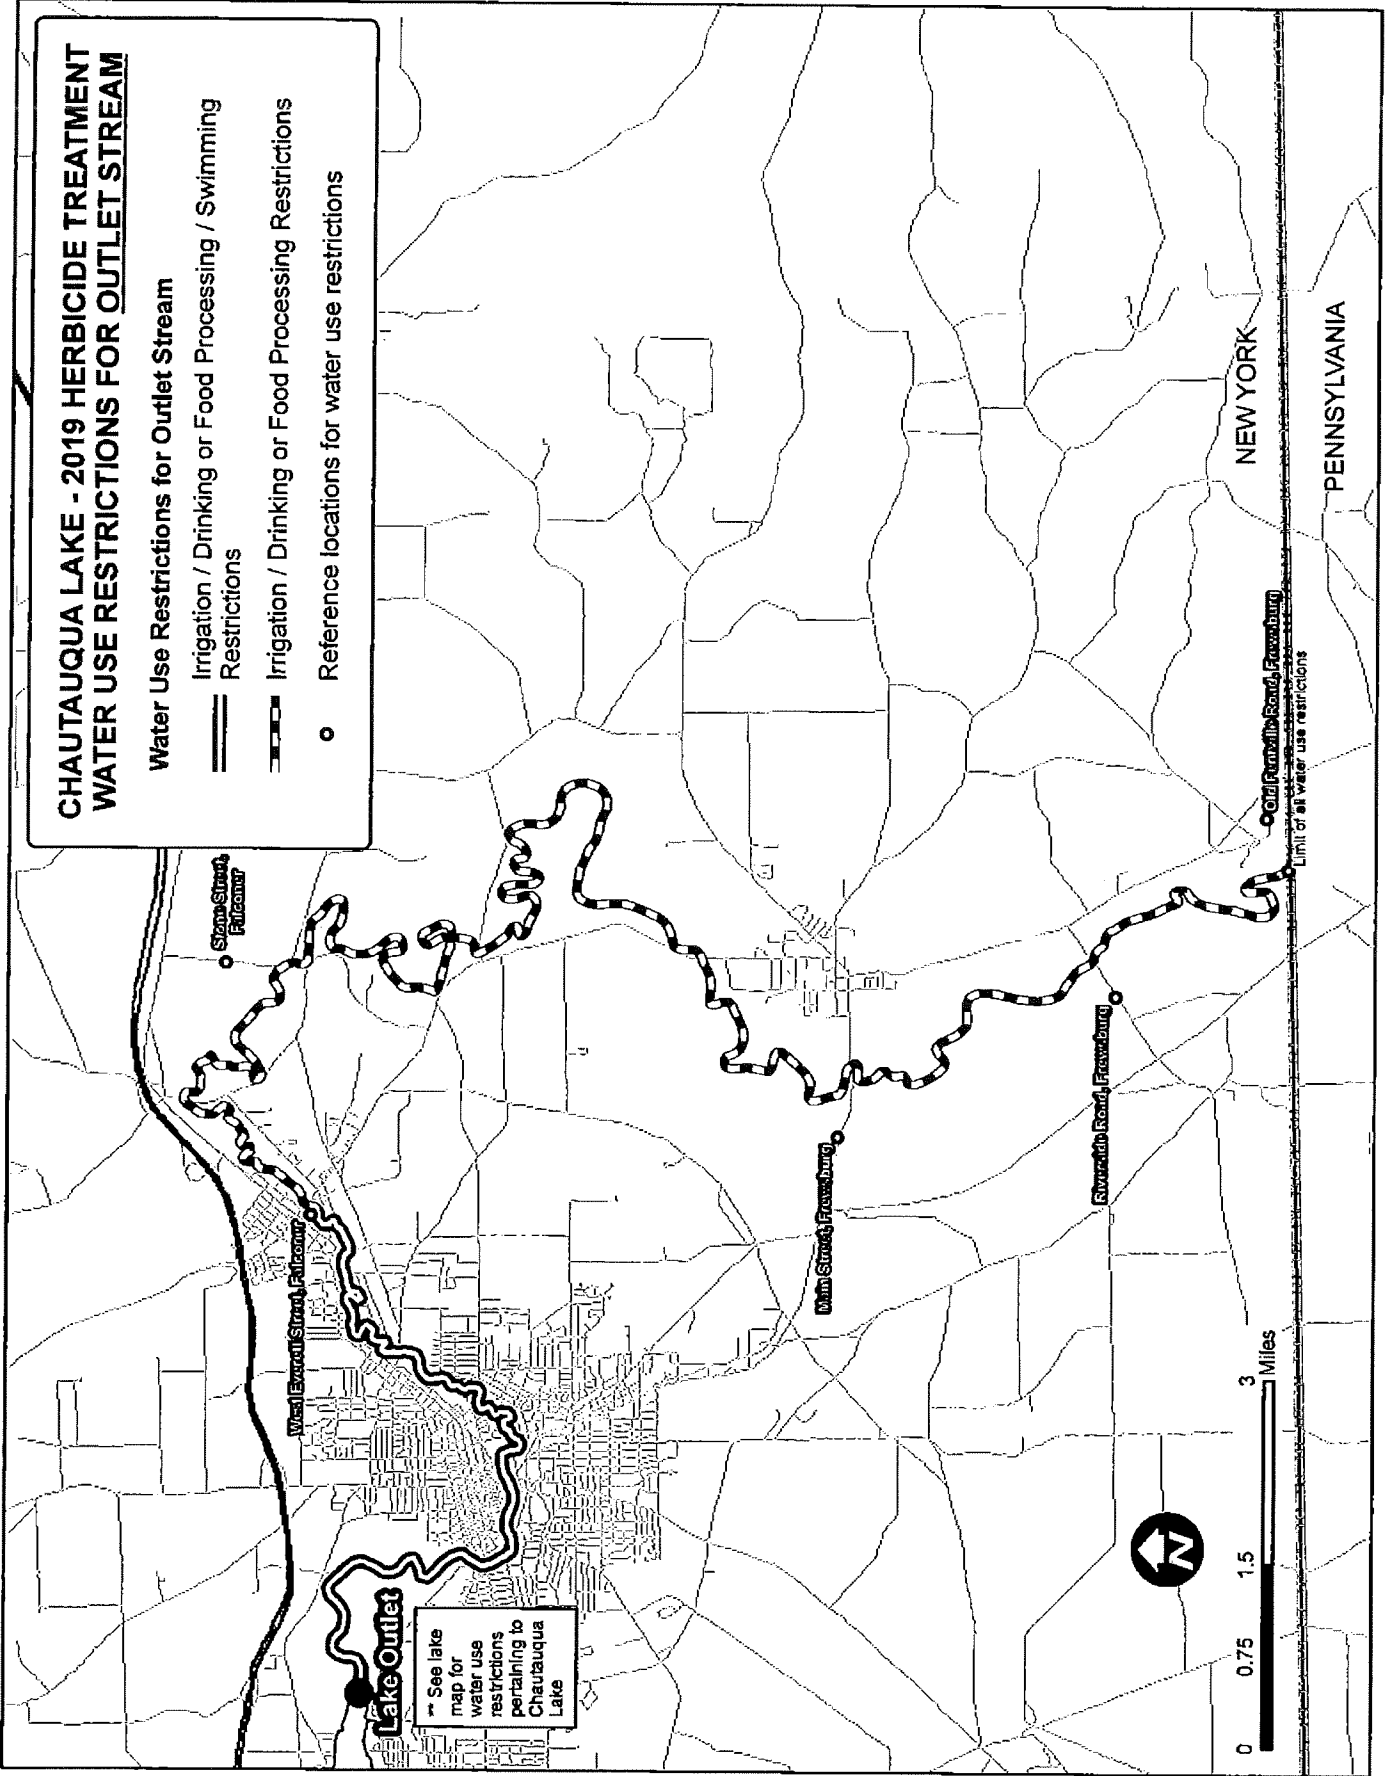 CHAUTAUQUA LAKE - 2019 HERBICIDE TREATMENT
WATER USE RESTRICTIONS FOR OUTLET STREAM
Water Use Restrictions for Outlet Stream
Irrigation / Drinking or Food Processing / Swimming
Restrictions
Irrigation / Drinking or Food Processing Restrictions
Reference locations for water use restrictions
Stone Street,
Falconer
West Everett Street, Falconer
Lake Outlet
** See lake
map for
water use
restrictions
pertaining to
Chautauqua
Lake
Main Street, Frewsburg
Riverside Road, Frewsburg
Road, Frewsburg
Limit of all water use restrictions
NEW YORK
PENNSYLVANIA
N
0 0.75 1.5 3
Miles